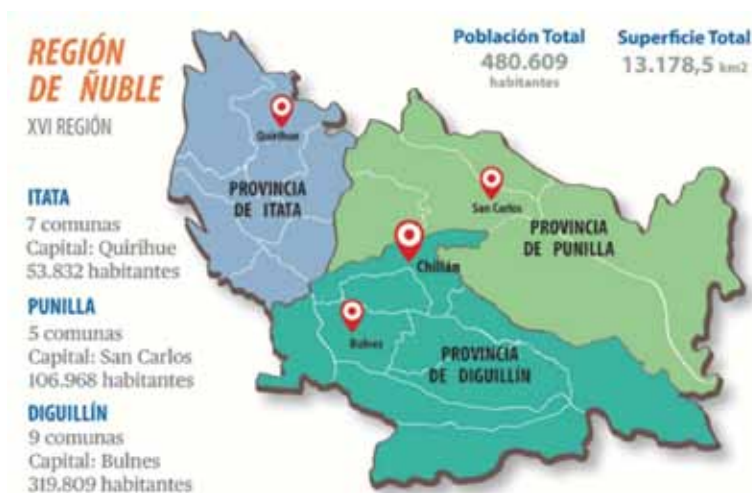 REGIÓN
DE ÑUBLE
XVI REGIÓN
Población Total
480.609
habitantes
Superficie Total
13.178,5 km2
ITATA
7 comunas
Capital: Quirihue
53.832 habitantes
PUNILLA
5 comunas
Capital: San Carlos
106.968 habitantes
DIGUILLÍN
9 comunas
Capital: Bulnes
319.809 habitantes
Quirihue
PROVINCIA
DE ITATA
San Carlos
PROVINCIA
DE PUNILLA
Chillán
Bulnes
PROVINCIA
DE DIGUILLÍN